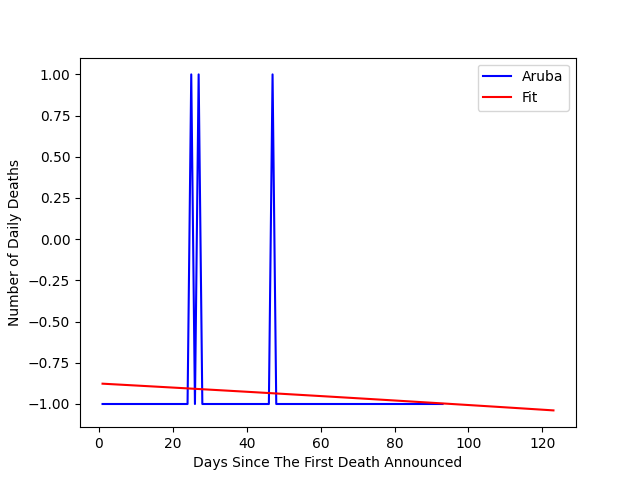 Aruba
Fit
1.00
0.75
0.50
0.25
0.00
−0.25
−0.50
−0.75
−1.00
Number of Daily Deaths
0 20 40 60 80 100 120
Days Since The First Death Announced